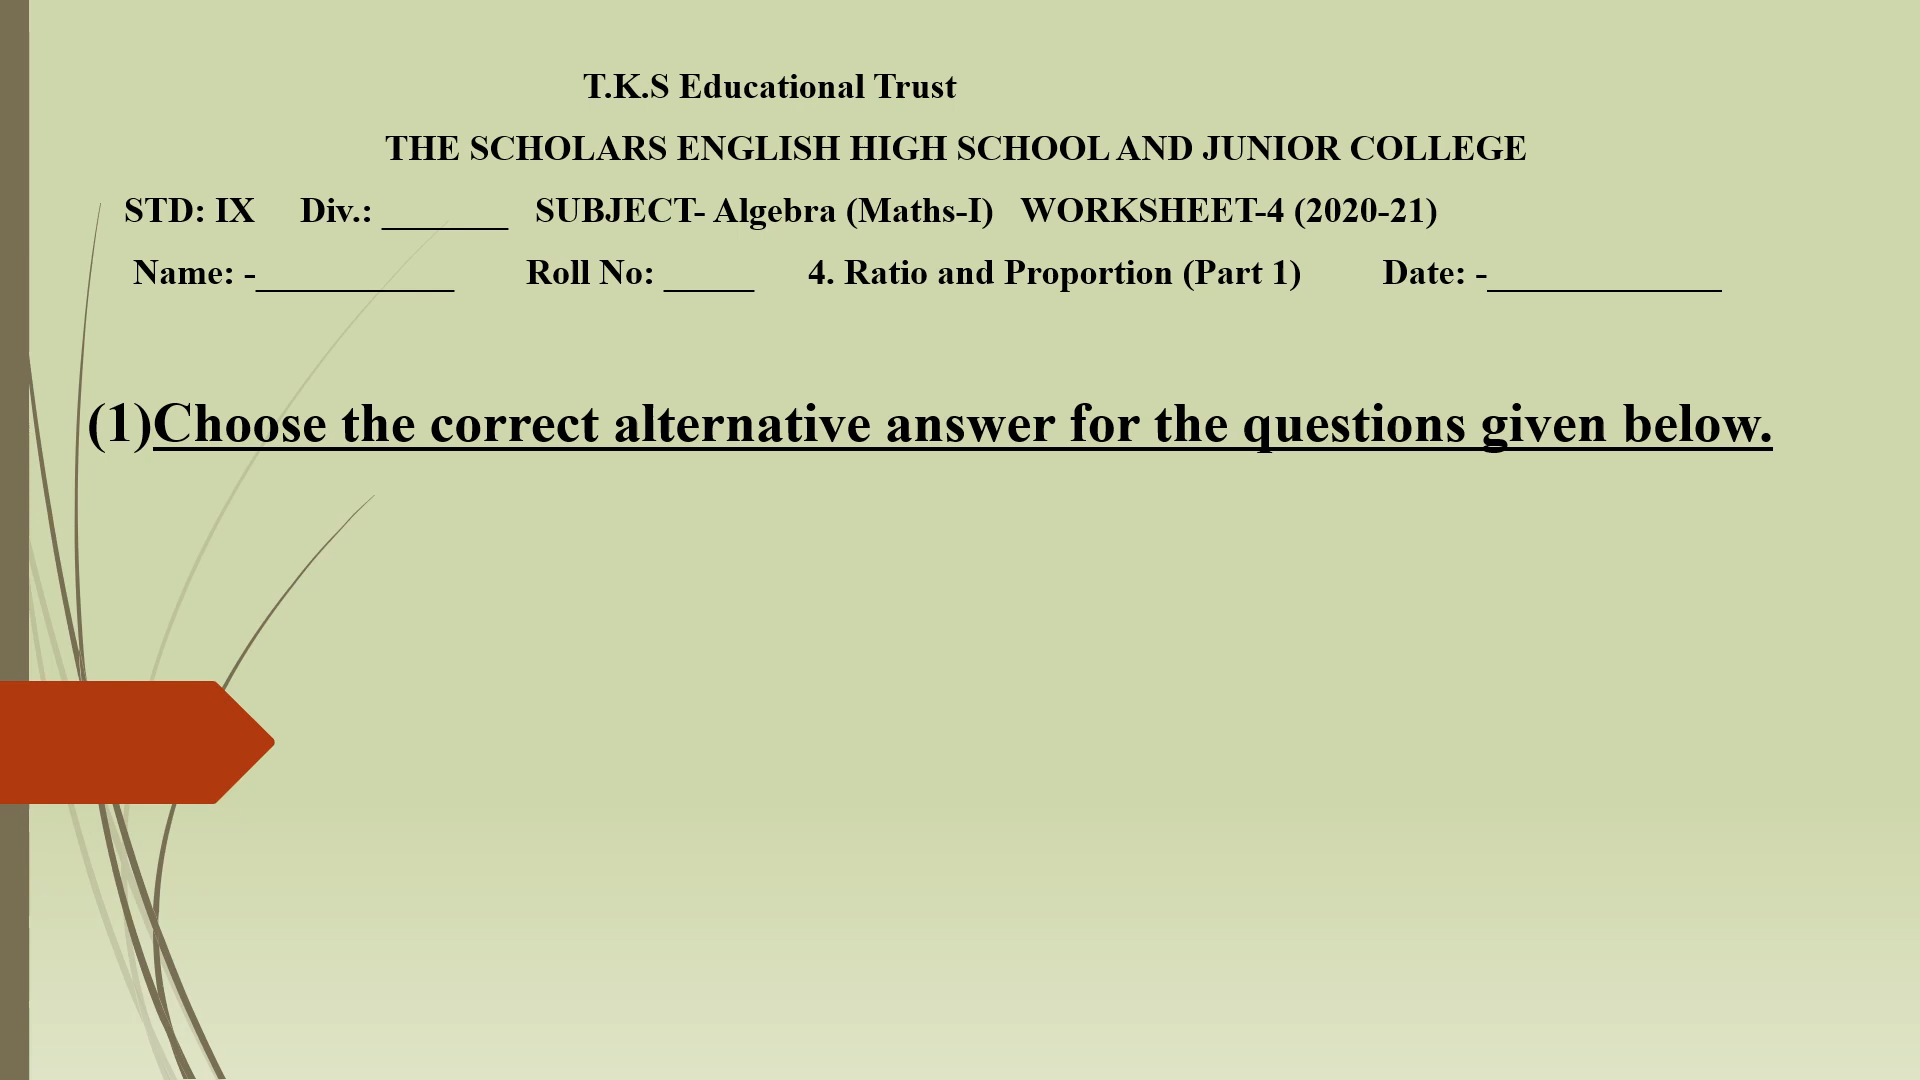 T.K.S Educational Trust
THE SCHOLARS ENGLISH HIGH SCHOOL AND JUNIOR COLLEGE
STD: IX Div.: _______ SUBJECT- Algebra (Maths-I) WORKSHEET-4 (2020-21)
Name: -___________ Roll No: _____ 4. Ratio and Proportion (Part 1) Date: -_____________
(1)Choose the correct alternative answer for the questions given below.